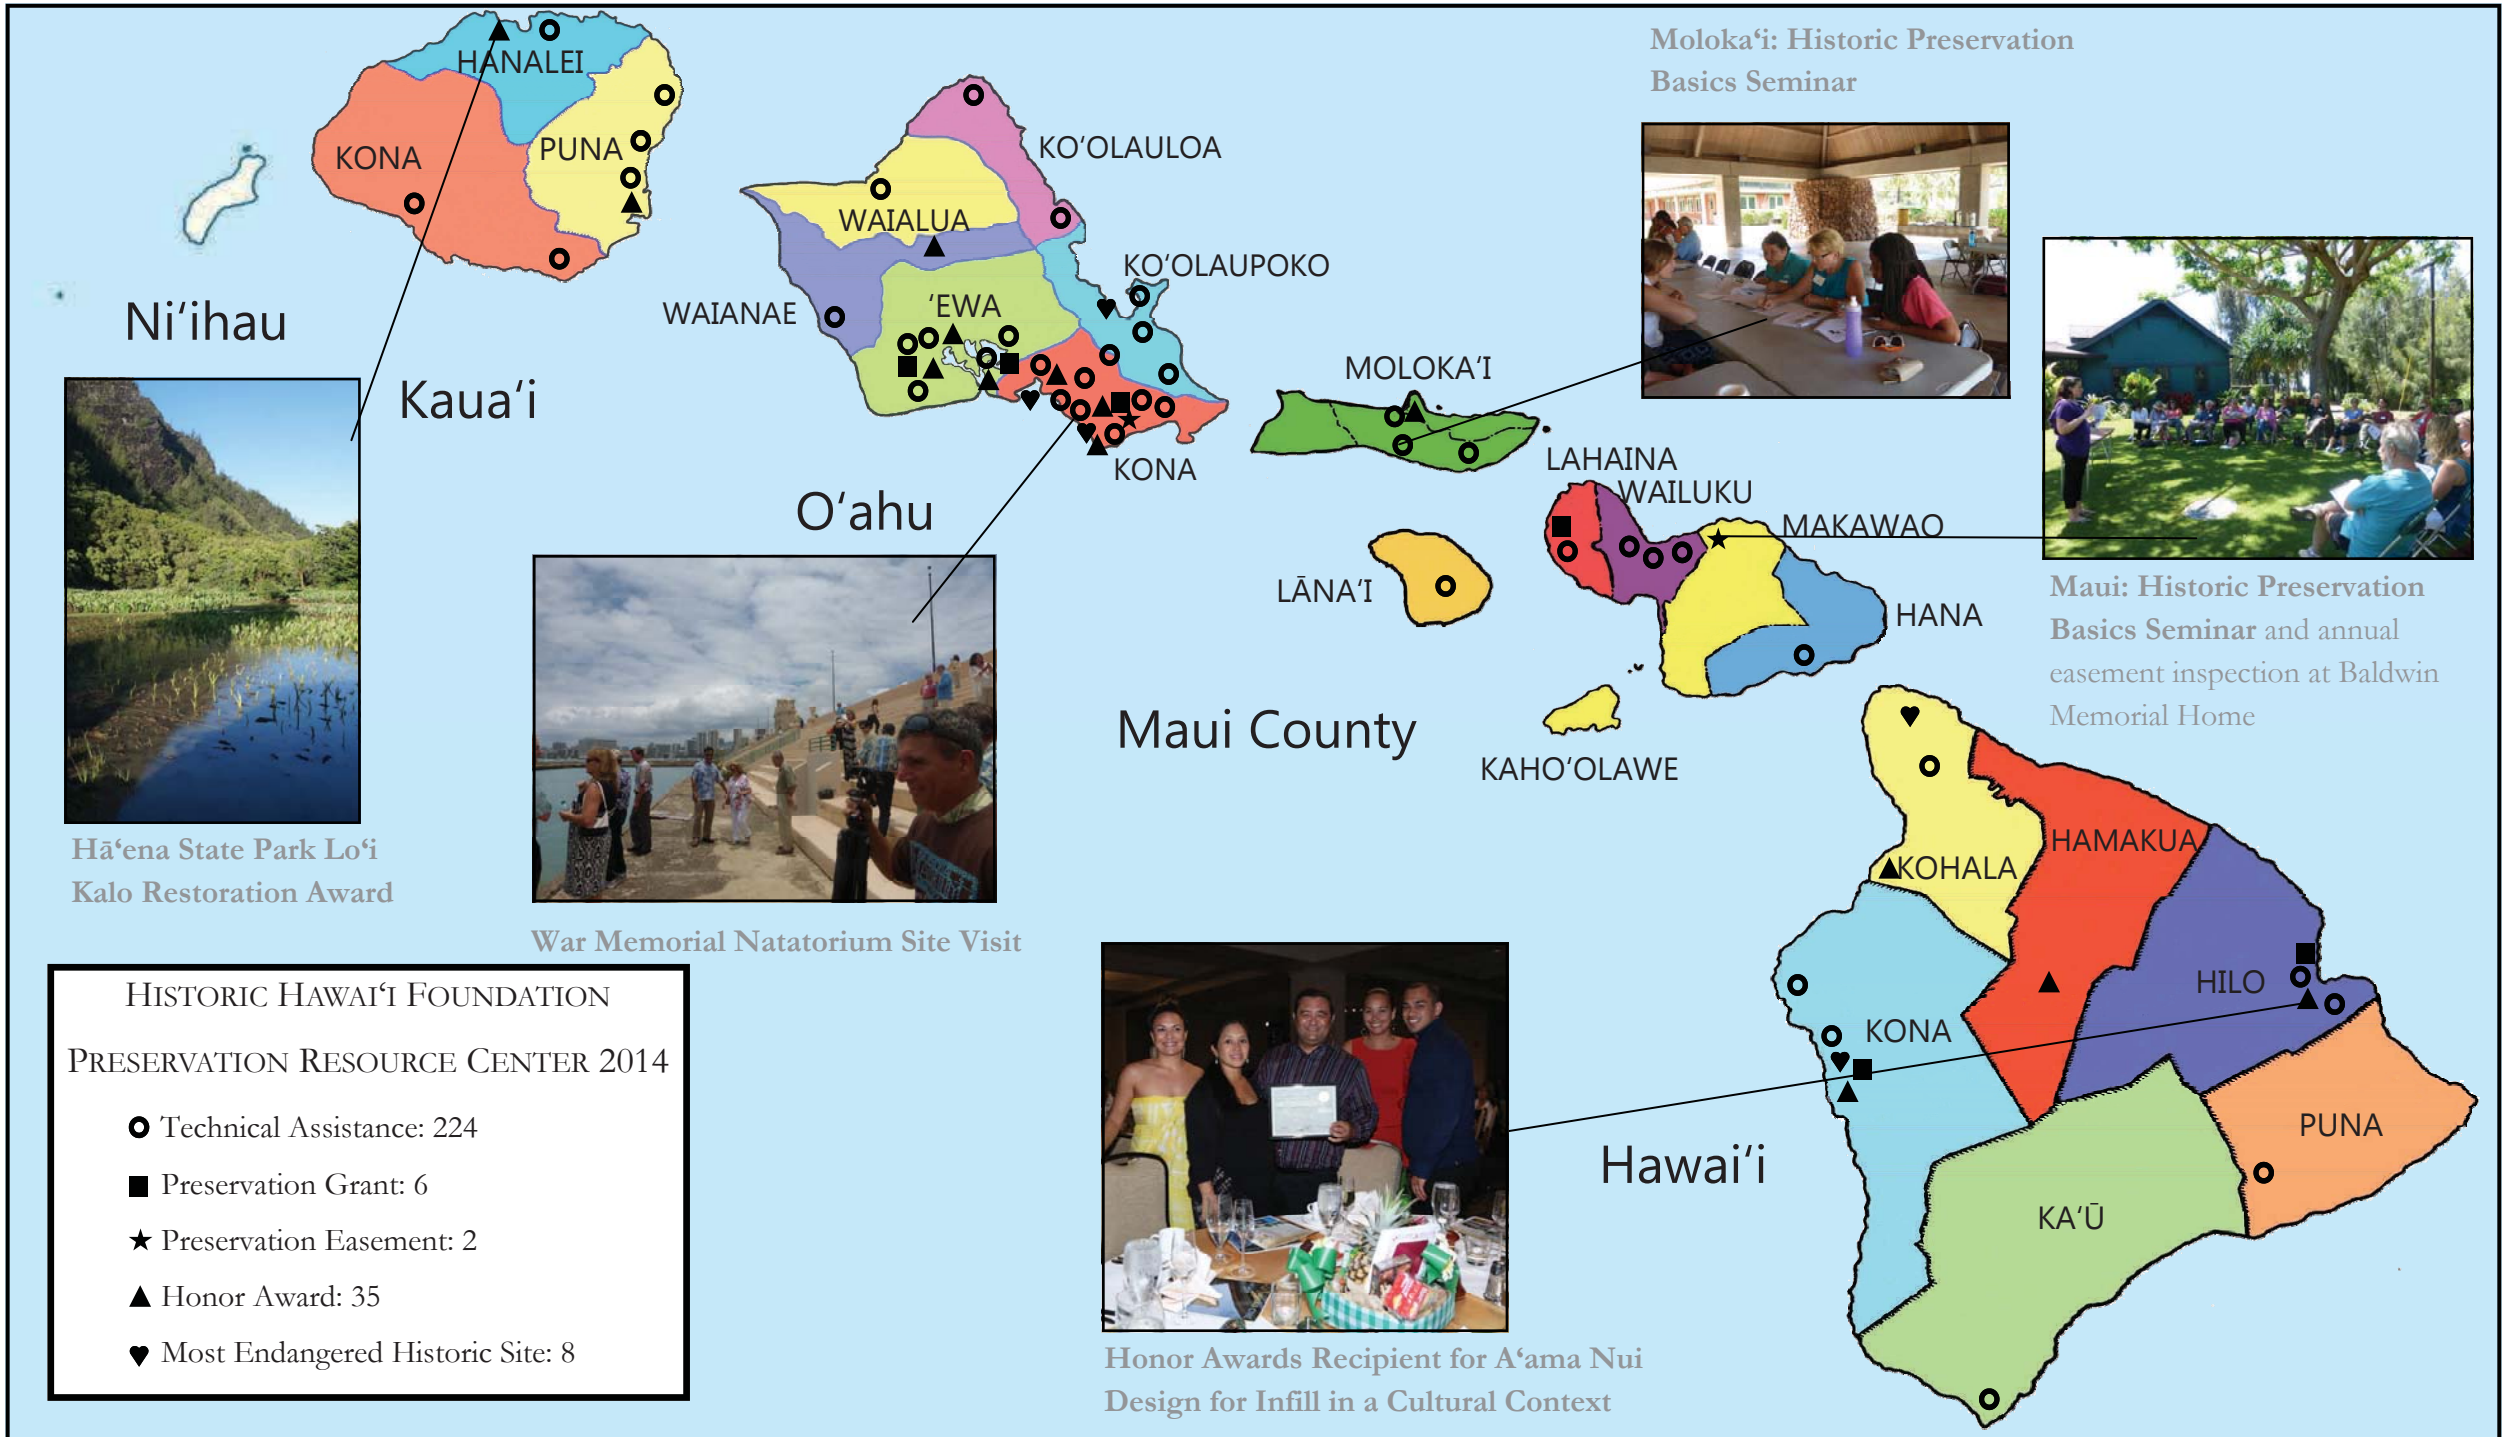 HANALEI
KONA
PUNA
Ni‘ihau
Kaua‘i
KO‘OLAULOA
WAIALUA
KO‘OLAUPOKO
WAIANAE
‘EWA
KONA
O‘ahu
Moloka‘i: Historic Preservation
Basics Seminar
MOLOKA‘I
LAHAINA
WAILUKU
MAKAWAO
LĀNA‘I
HANA
KAHO‘OLAWE
Maui County
Maui: Historic Preservation
Basics Seminar and annual
easement inspection at Baldwin
Memorial Home
Hā‘ena State Park Lo‘i
Kalo Restoration Award
War Memorial Natatorium Site Visit
KOHALA
HAMAKUA
HILO
KONA
PUNA
KA‘Ū
Hawai‘i
Honor Awards Recipient for A‘ama Nui
Design for Infill in a Cultural Context
HISTORIC HAWAI‘I FOUNDATION
PRESERVATION RESOURCE CENTER 2014
Technical Assistance: 224
Preservation Grant: 6
Preservation Easement: 2
Honor Award: 35
Most Endangered Historic Site: 8